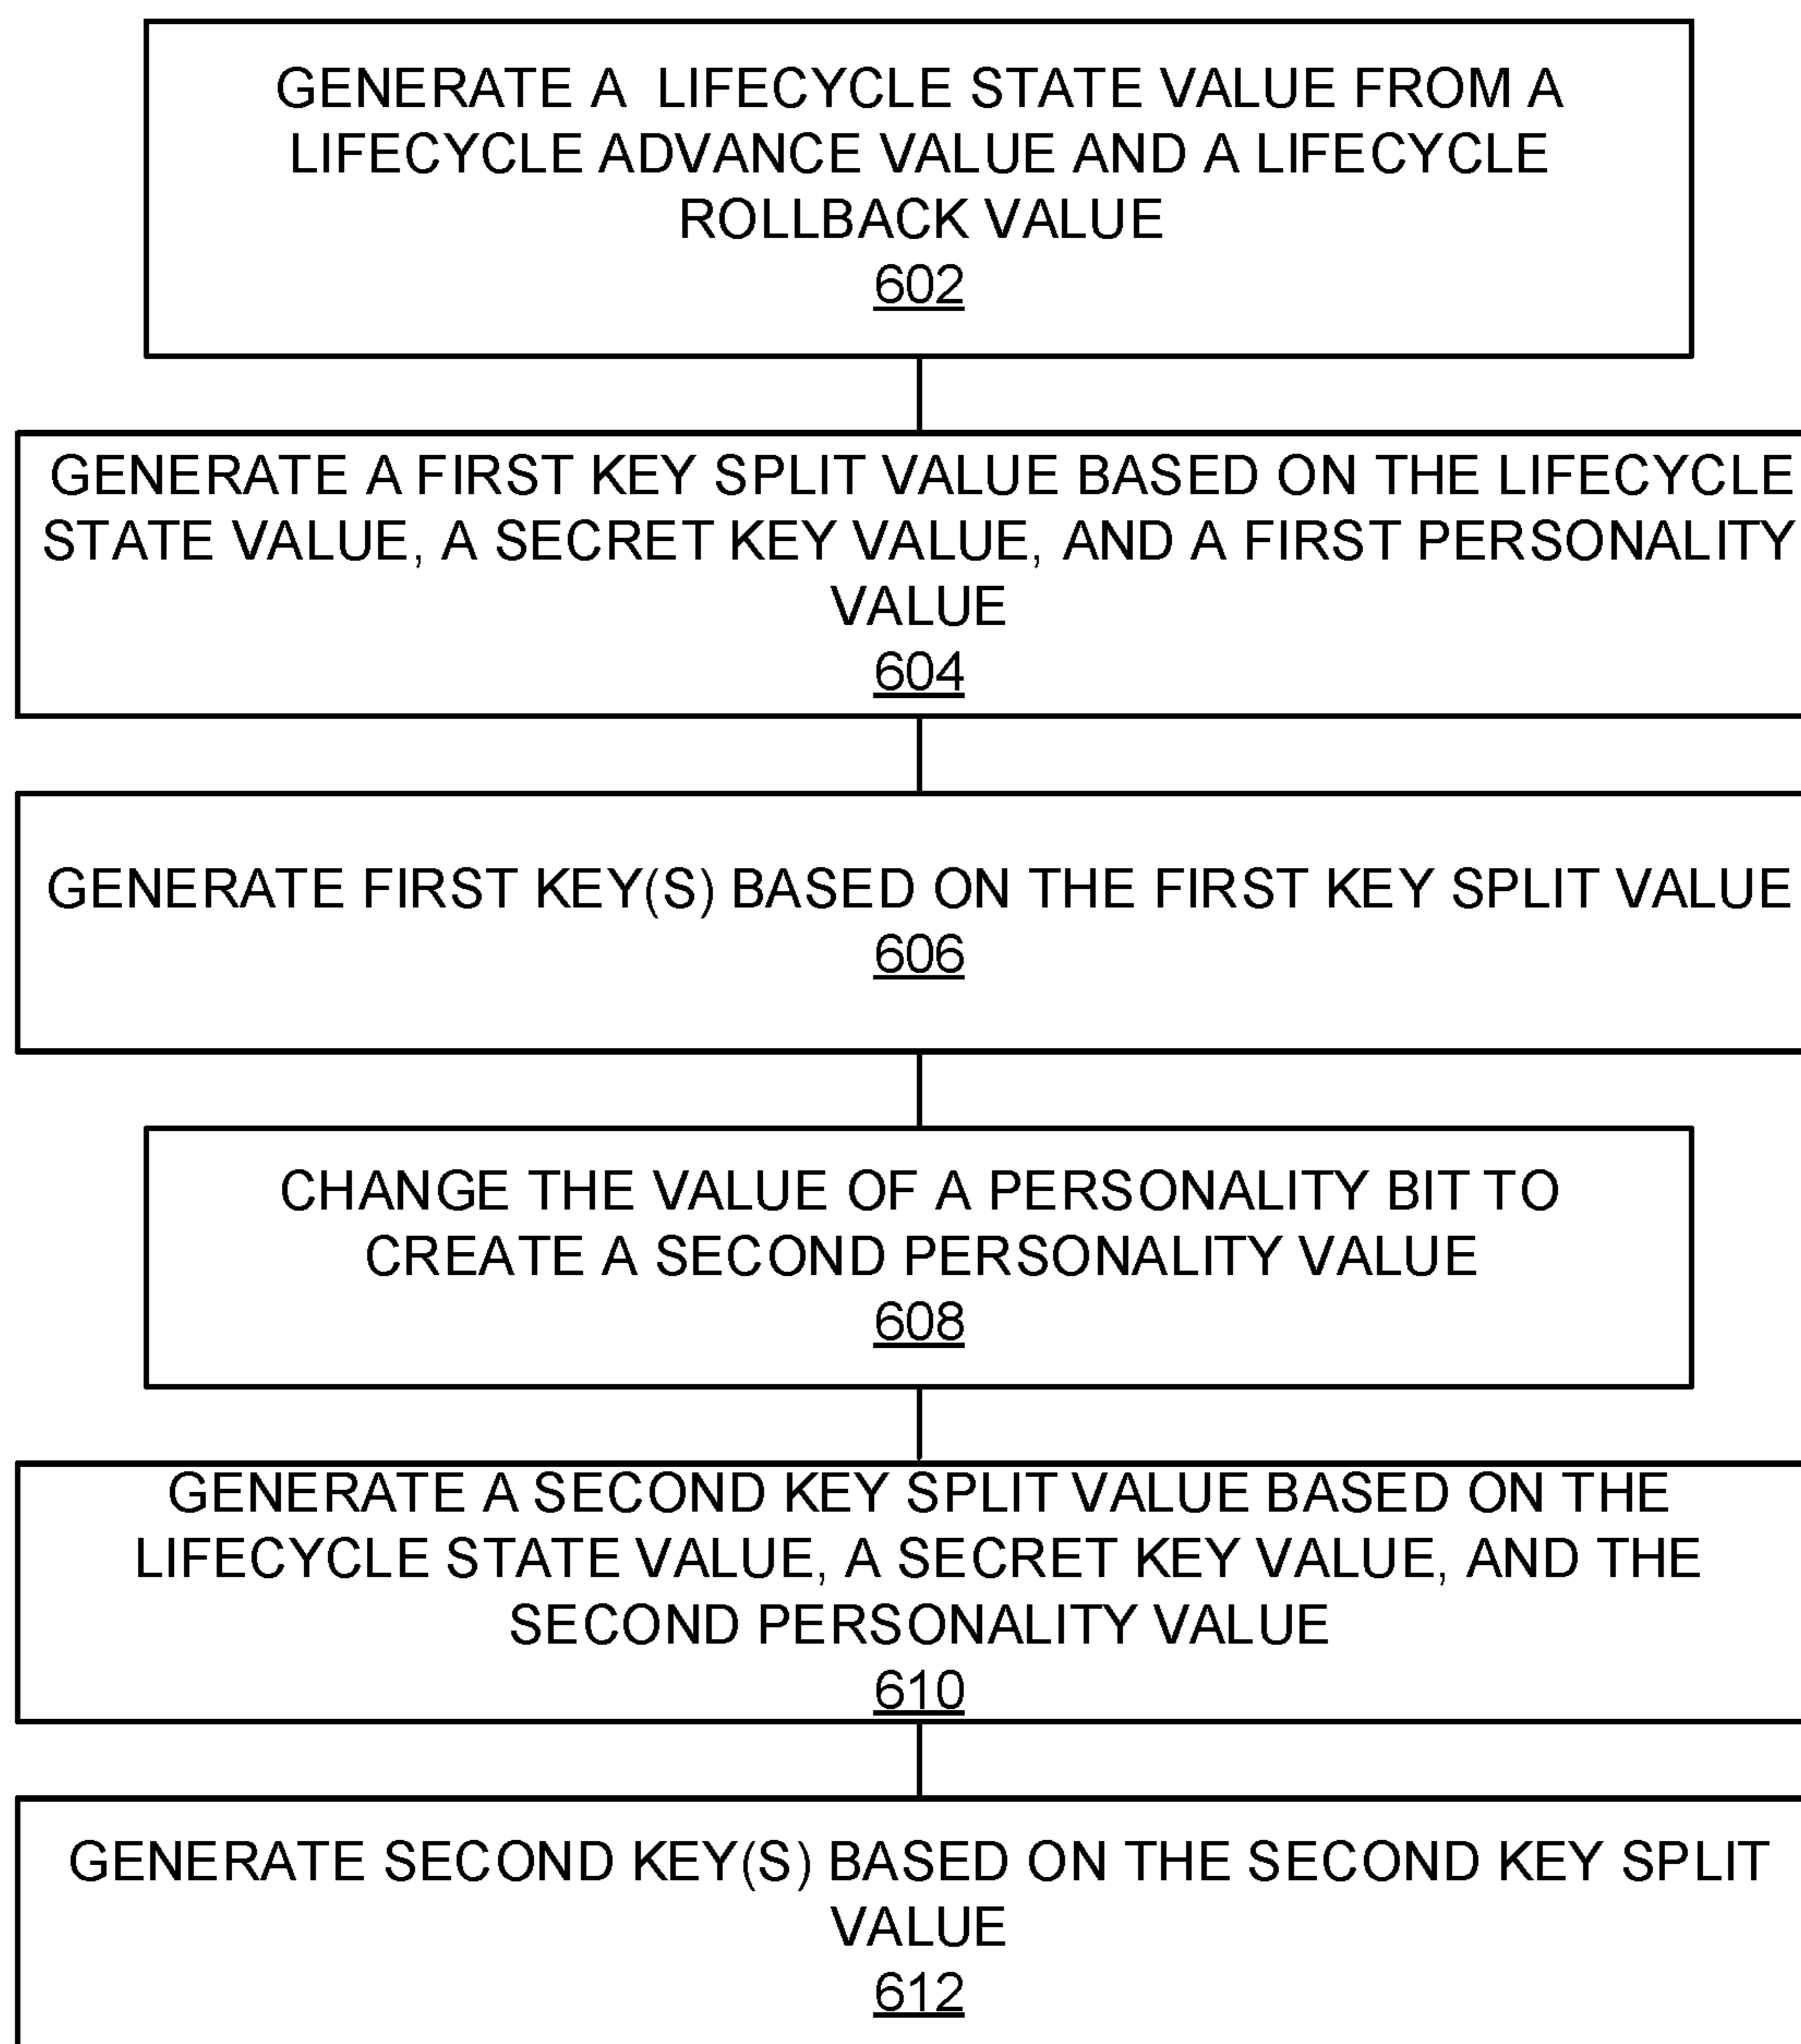 GENERATE A LIFECYCLE STATE VALUE FROM A
LIFECYCLE ADVANCE VALUE AND A LIFECYCLE
ROLLBACK VALUE
602
GENERATE A FIRST KEY SPLIT VALUE BASED ON THE LIFECYCLE
STATE VALUE, A SECRET KEY VALUE, AND A FIRST PERSONALITY
VALUE
604
GENERATE FIRST KEY(S) BASED ON THE FIRST KEY SPLIT VALUE
606
CHANGE THE VALUE OF A PERSONALITY BIT TO
CREATE A SECOND PERSONALITY VALUE
608
GENERATE A SECOND KEY SPLIT VALUE BASED ON THE
LIFECYCLE STATE VALUE, A SECRET KEY VALUE, AND THE
SECOND PERSONALITY VALUE
610
GENERATE SECOND KEY(S) BASED ON THE SECOND KEY SPLIT
VALUE
612